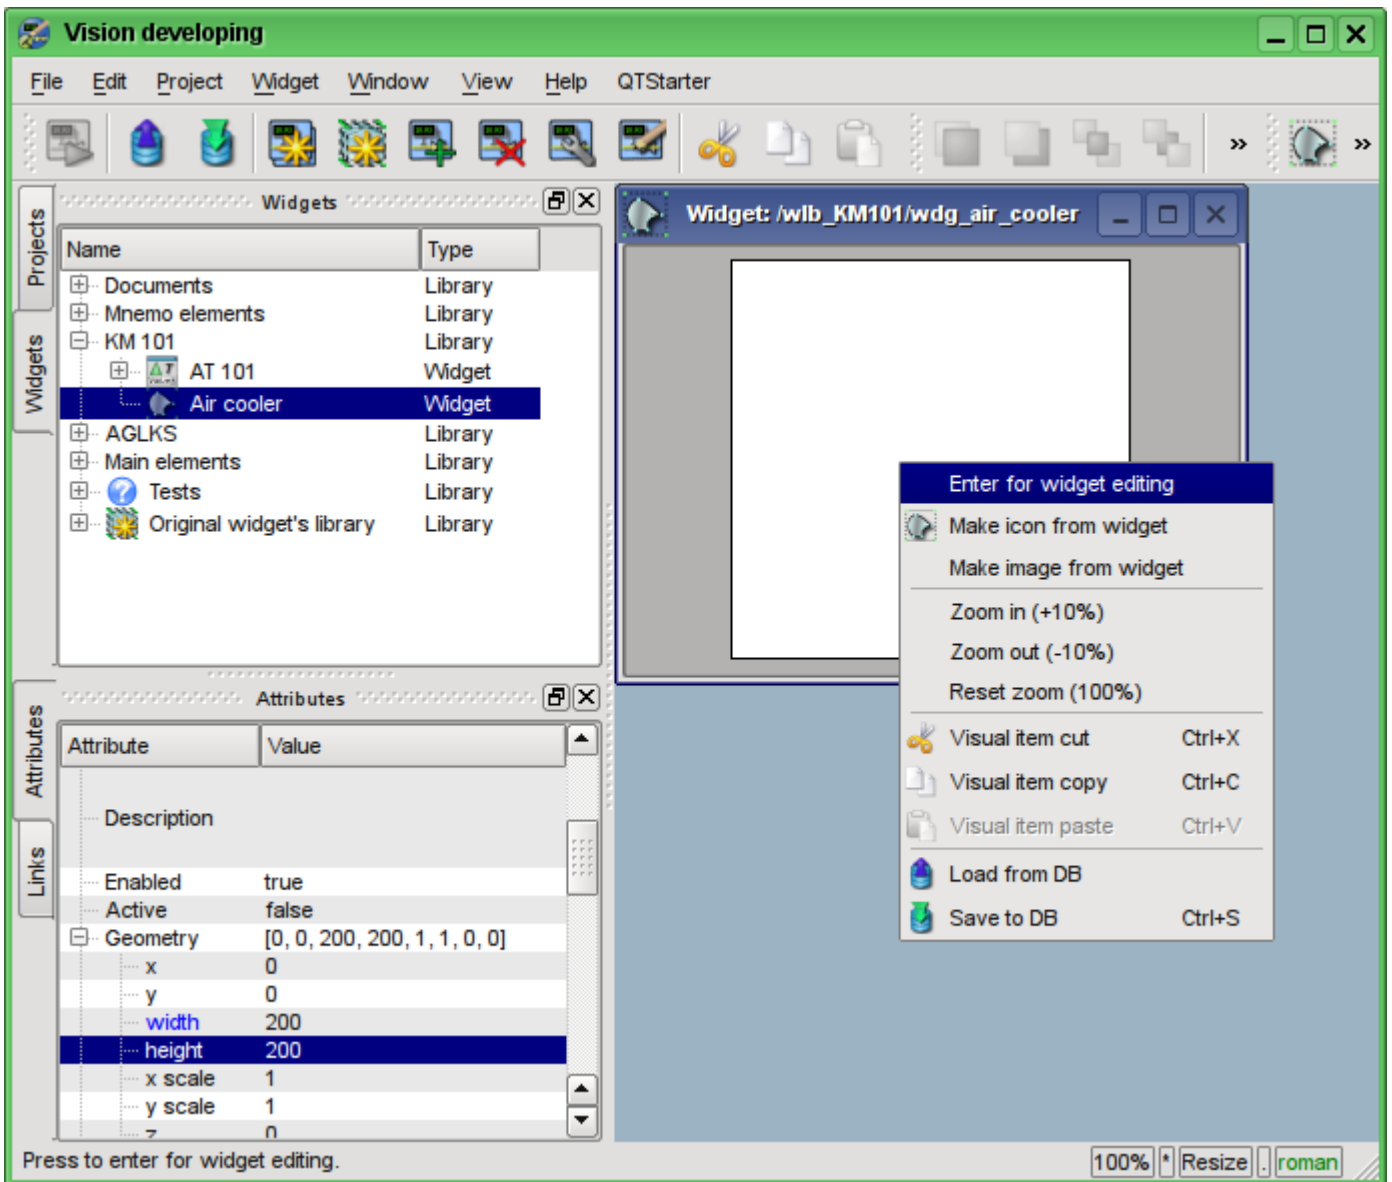 Vision developing
File Edit Project Widget Window View Help QTStarter
» »
Projects
Widgets
Widgets
Name Type
Documents Library
Mnemo elements Library
KM 101 Library
AT 101 Widget
Air cooler Widget
AGLKS Library
Main elements Library
Tests Library
Original widget's library Library
Widget: /wlb_KM101/wdg_air_cooler
Enter for widget editing
Make icon from widget
Make image from widget
Zoom in (+10%)
Zoom out (-10%)
Reset zoom (100%)
Visual item cut Ctrl+X
Visual item copy Ctrl+C
Visual item paste Ctrl+V
Load from DB
Save to DB Ctrl+S
Attributes
Links
Attributes
Attribute Value
Description
Enabled true
Active false
Geometry [0, 0, 200, 200, 1, 1, 0, 0]
x 0
y 0
width 200
height 200
x scale 1
y scale 1
z 0
Press to enter for widget editing.
100% * Resize . roman